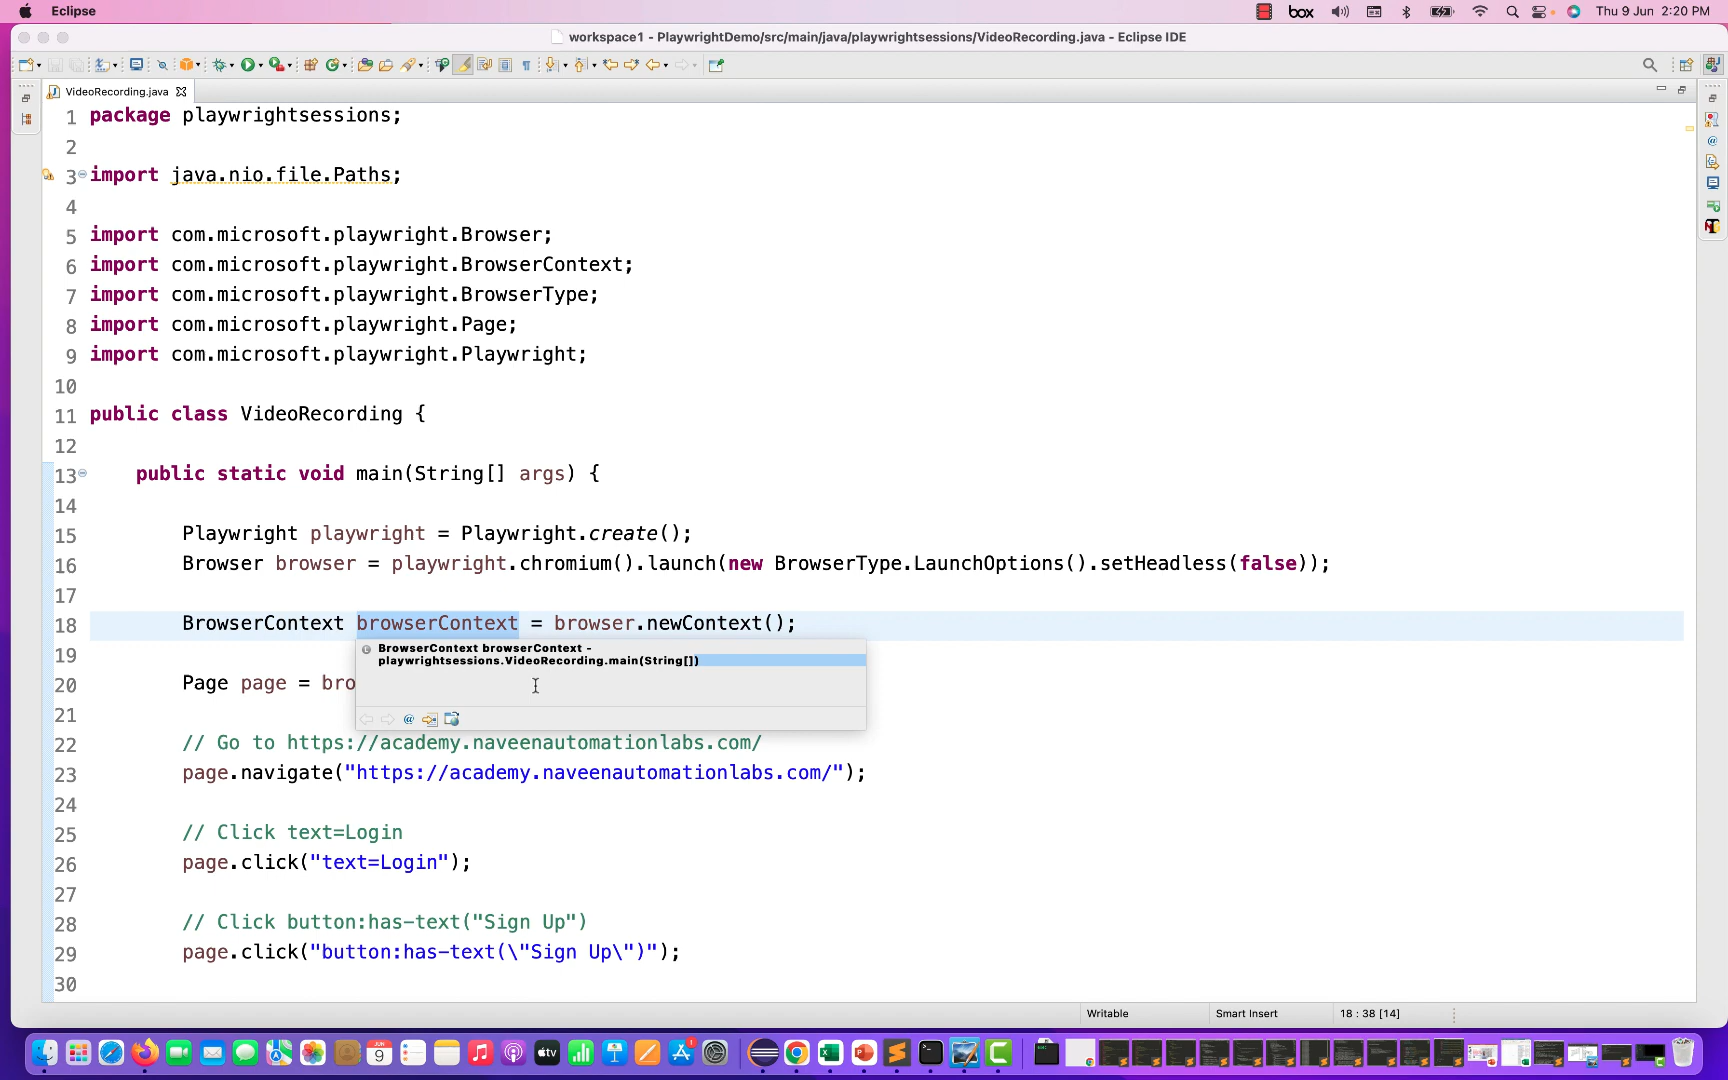 Eclipse
box
Thu 9 Jun 2:20 PM
workspace1 - PlaywrightDemo/src/main/java/playwrightsessions/VideoRecording.java - Eclipse IDE
VideoRecording.java
1 package playwrightsessions;
2
3 import java.nio.file.Paths;
4
5 import com.microsoft.playwright.Browser;
6 import com.microsoft.playwright.BrowserContext;
7 import com.microsoft.playwright.BrowserType;
8 import com.microsoft.playwright.Page;
9 import com.microsoft.playwright.Playwright;
10
11 public class VideoRecording {
12
13 public static void main(String[] args) {
14
15 Playwright playwright = Playwright.create();
16 Browser browser = playwright.chromium().launch(new BrowserType.LaunchOptions().setHeadless(false));
17
18 BrowserContext browserContext = browser.newContext();
19
BrowserContext browserContext -
playwrightsessions.VideoRecording.main(String[])
20 Page page = bro
21
22 // Go to https://academy.naveenautomationlabs.com/
23 page.navigate("https://academy.naveenautomationlabs.com/");
24
25 // Click text=Login
26 page.click("text=Login");
27
28 // Click button:has-text("Sign Up")
29 page.click("button:has-text(\"Sign Up\")");
30
Writable
Smart Insert
18 : 38 [14]
JUN
9
tv
1